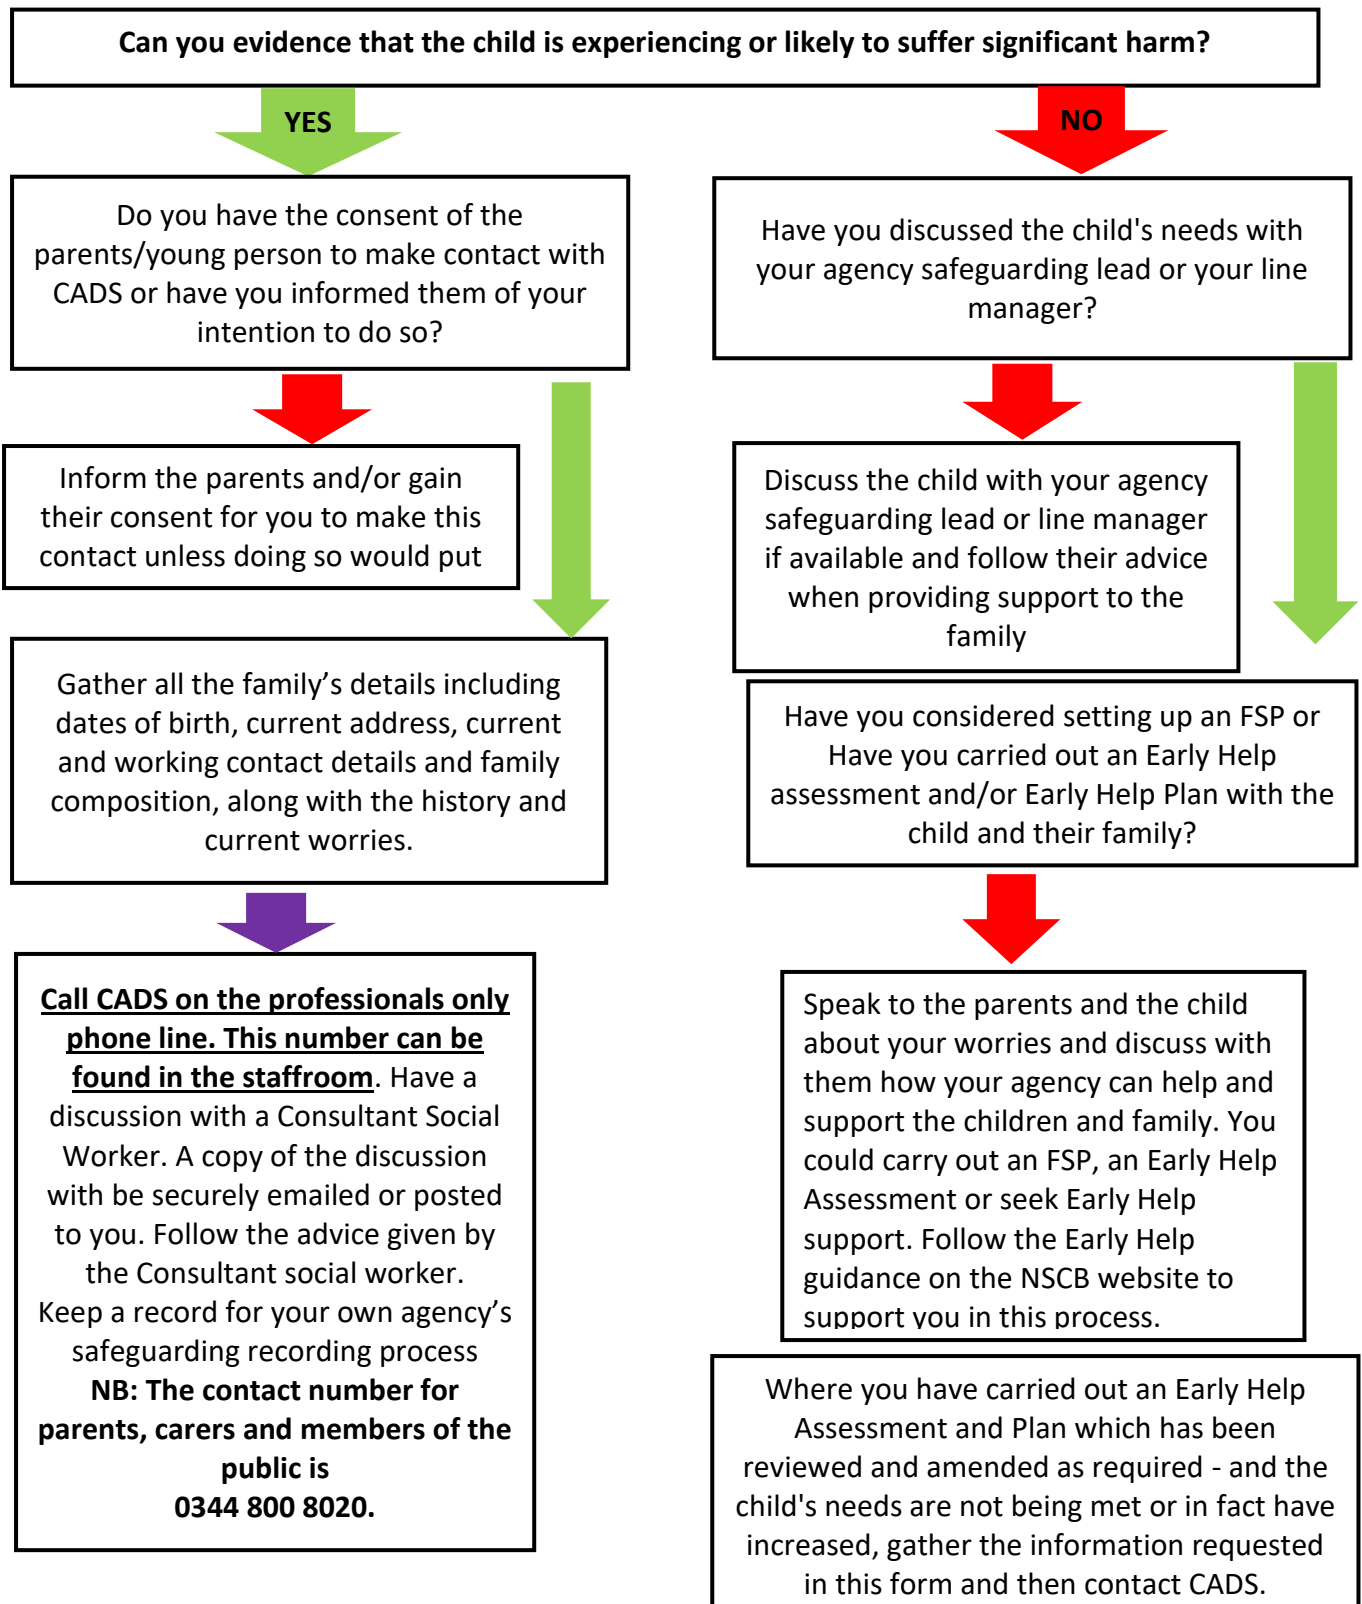 Can you evidence that the child is experiencing or likely to suffer significant harm?
YES
NO
Do you have the consent of the
parents/young person to make contact with
CADS or have you informed them of your
intention to do so?
Have you discussed the child's needs with
your agency safeguarding lead or your line
manager?
Inform the parents and/or gain
their consent for you to make this
contact unless doing so would put
Discuss the child with your agency
safeguarding lead or line manager
if available and follow their advice
when providing support to the
family
Gather all the family’s details including
dates of birth, current address, current
and working contact details and family
composition, along with the history and
current worries.
Have you considered setting up an FSP or
Have you carried out an Early Help
assessment and/or Early Help Plan with the
child and their family?
Call CADS on the professionals only
phone line. This number can be
found in the staffroom. Have a
discussion with a Consultant Social
Worker. A copy of the discussion
with be securely emailed or posted
to you. Follow the advice given by
the Consultant social worker.
Keep a record for your own agency’s
safeguarding recording process
NB: The contact number for
parents, carers and members of the
public is
0344 800 8020.
Speak to the parents and the child
about your worries and discuss with
them how your agency can help and
support the children and family. You
could carry out an FSP, an Early Help
Assessment or seek Early Help
support. Follow the Early Help
guidance on the NSCB website to
support you in this process.
Where you have carried out an Early Help
Assessment and Plan which has been
reviewed and amended as required - and the
child's needs are not being met or in fact have
increased, gather the information requested
in this form and then contact CADS.